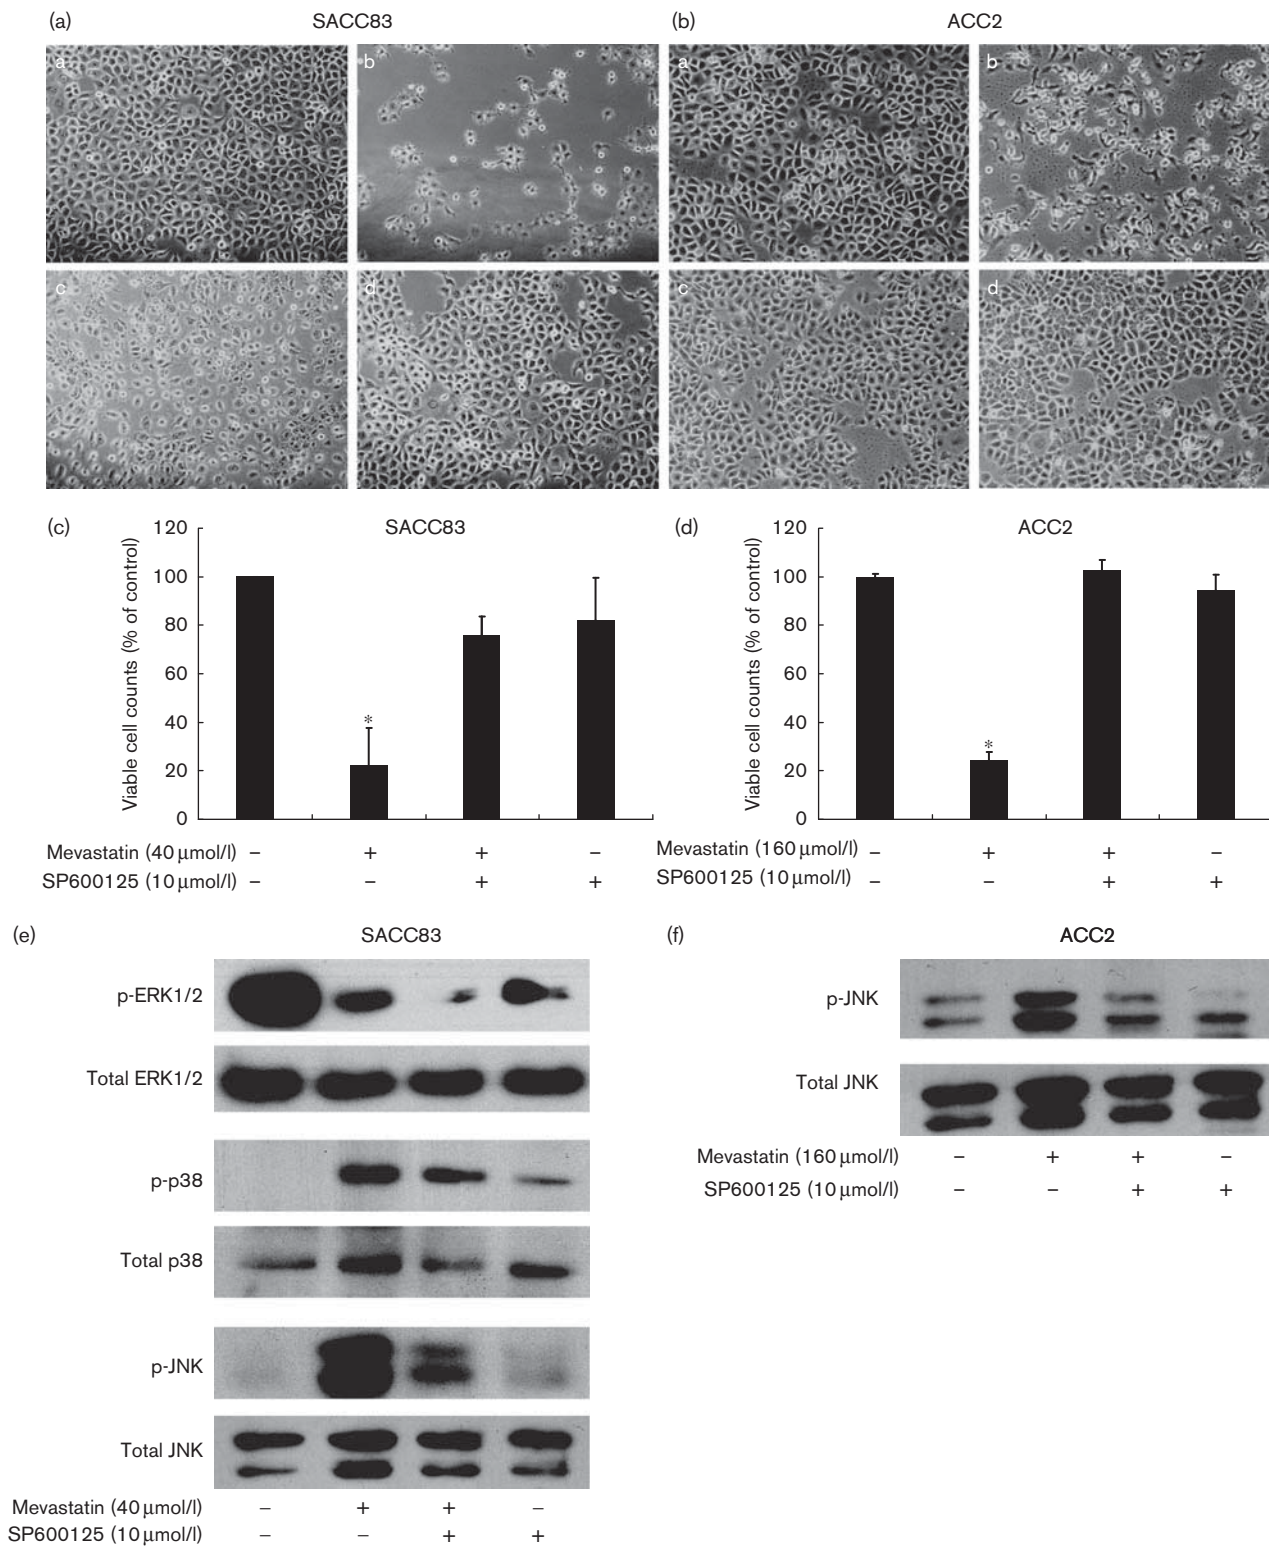 (a) SACC83 (b) ACC2
a b a b
c d c d
(c) SACC83 (d) ACC2
Viable cell counts (% of control)
120
100
80
60
40
20
0
*
Viable cell counts (% of control)
120
100
80
60
40
20
0
*
Mevastatin (40 μmol/l) − + + −
SP600125 (10 μmol/l) − − + +
Mevastatin (160 μmol/l) − + + −
SP600125 (10 μmol/l) − − + +
(e) SACC83
p-ERK1/2
Total ERK1/2
p-p38
Total p38
p-JNK
Total JNK
Mevastatin (40 μmol/l) − + + −
SP600125 (10 μmol/l) − − + +
(f) ACC2
p-JNK
Total JNK
Mevastatin (160 μmol/l) − + + −
SP600125 (10 μmol/l) − − + +